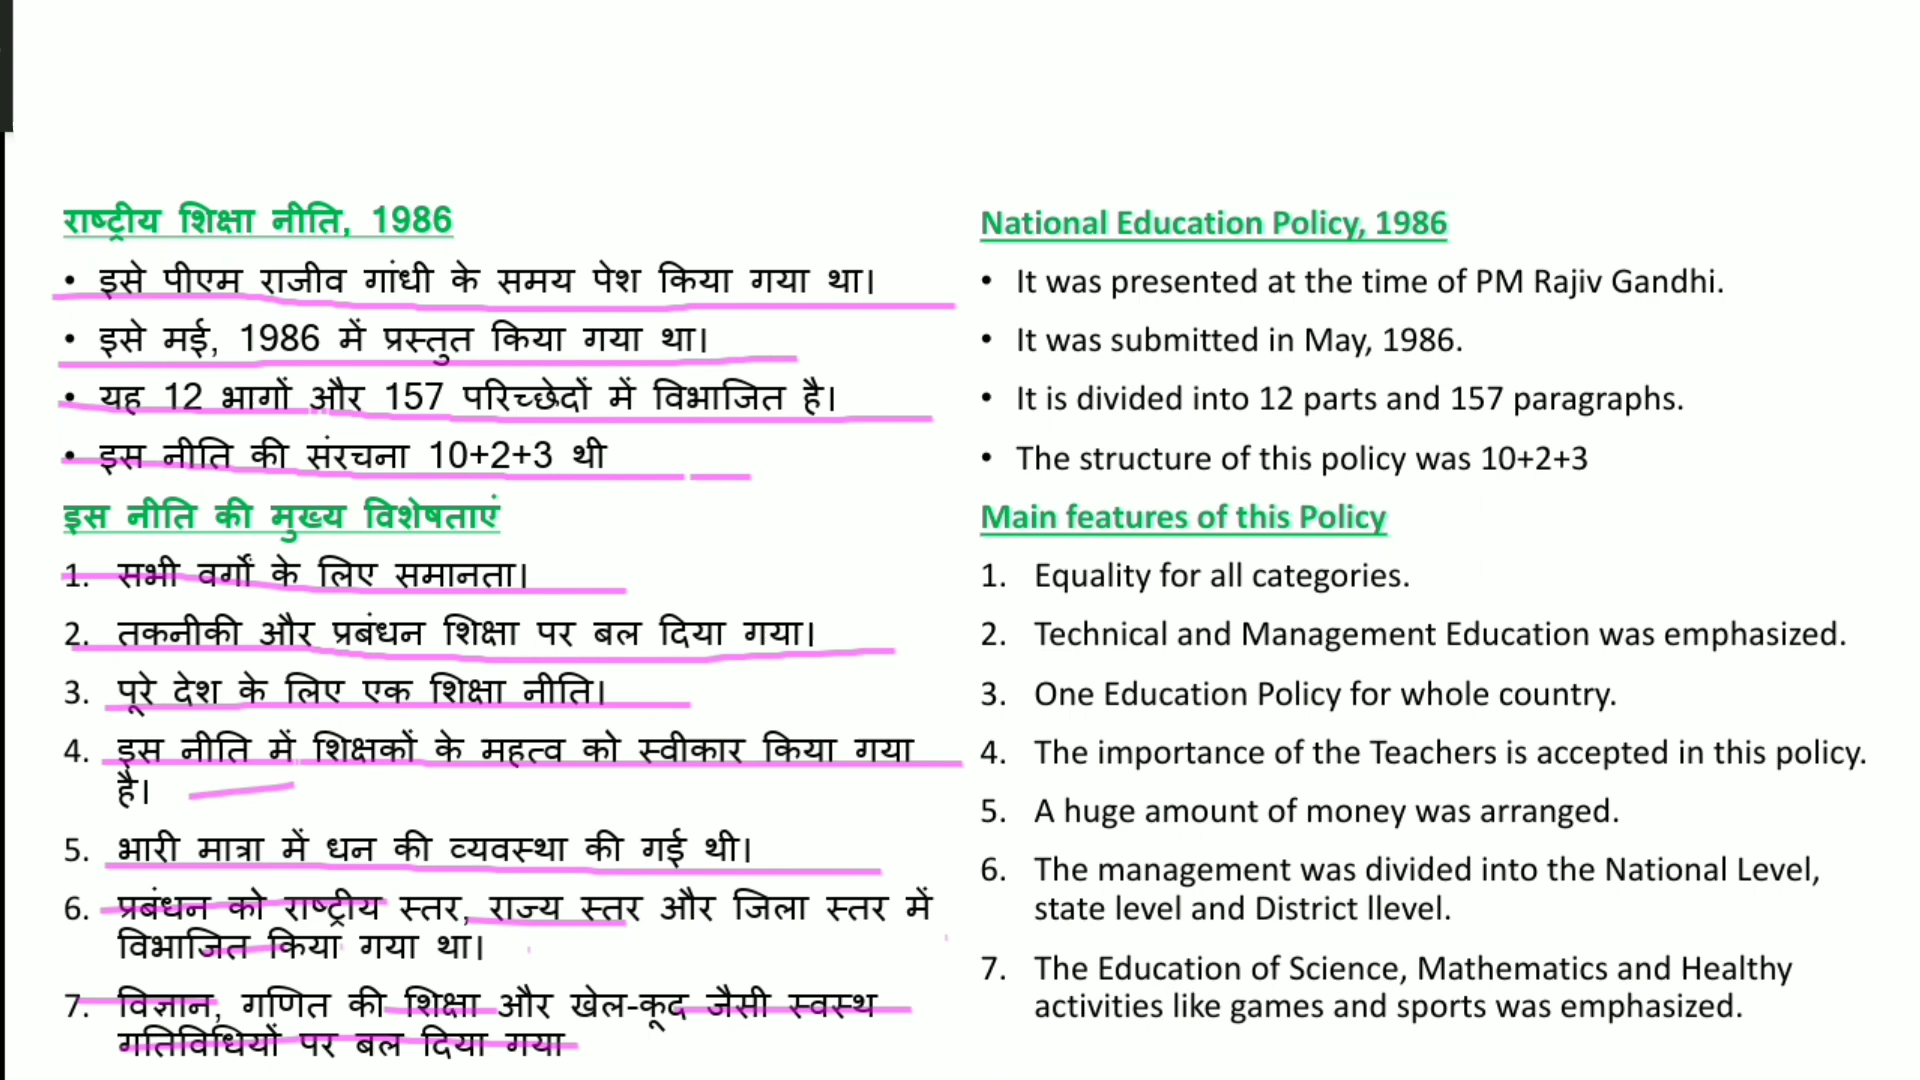 राष्ट्रीय शिक्षा नीति, 1986
• इसे पीएम राजीव गांधी के समय पेश किया गया था।
• इसे मई, 1986 में प्रस्तुत किया गया था।
• यह 12 भागों और 157 परिच्छेदों में विभाजित है।
• इस नीति की संरचना 10+2+3 थी
इस नीति की मुख्य विशेषताएं
1. सभी वर्गों के लिए समानता।
2. तकनीकी और प्रबंधन शिक्षा पर बल दिया गया।
3. पूरे देश के लिए एक शिक्षा नीति।
4. इस नीति में शिक्षकों के महत्व को स्वीकार किया गया
है।
5. भारी मात्रा में धन की व्यवस्था की गई थी।
6. प्रबंधन को राष्ट्रीय स्तर, राज्य स्तर और जिला स्तर में
विभाजित किया गया था।
7. विज्ञान, गणित की शिक्षा और खेल-कूद जैसी स्वस्थ
गतिविधियों पर बल दिया गया
National Education Policy, 1986
• It was presented at the time of PM Rajiv Gandhi.
• It was submitted in May, 1986.
• It is divided into 12 parts and 157 paragraphs.
• The structure of this policy was 10+2+3
Main features of this Policy
1. Equality for all categories.
2. Technical and Management Education was emphasized.
3. One Education Policy for whole country.
4. The importance of the Teachers is accepted in this policy.
5. A huge amount of money was arranged.
6. The management was divided into the National Level,
state level and District llevel.
7. The Education of Science, Mathematics and Healthy
activities like games and sports was emphasized.